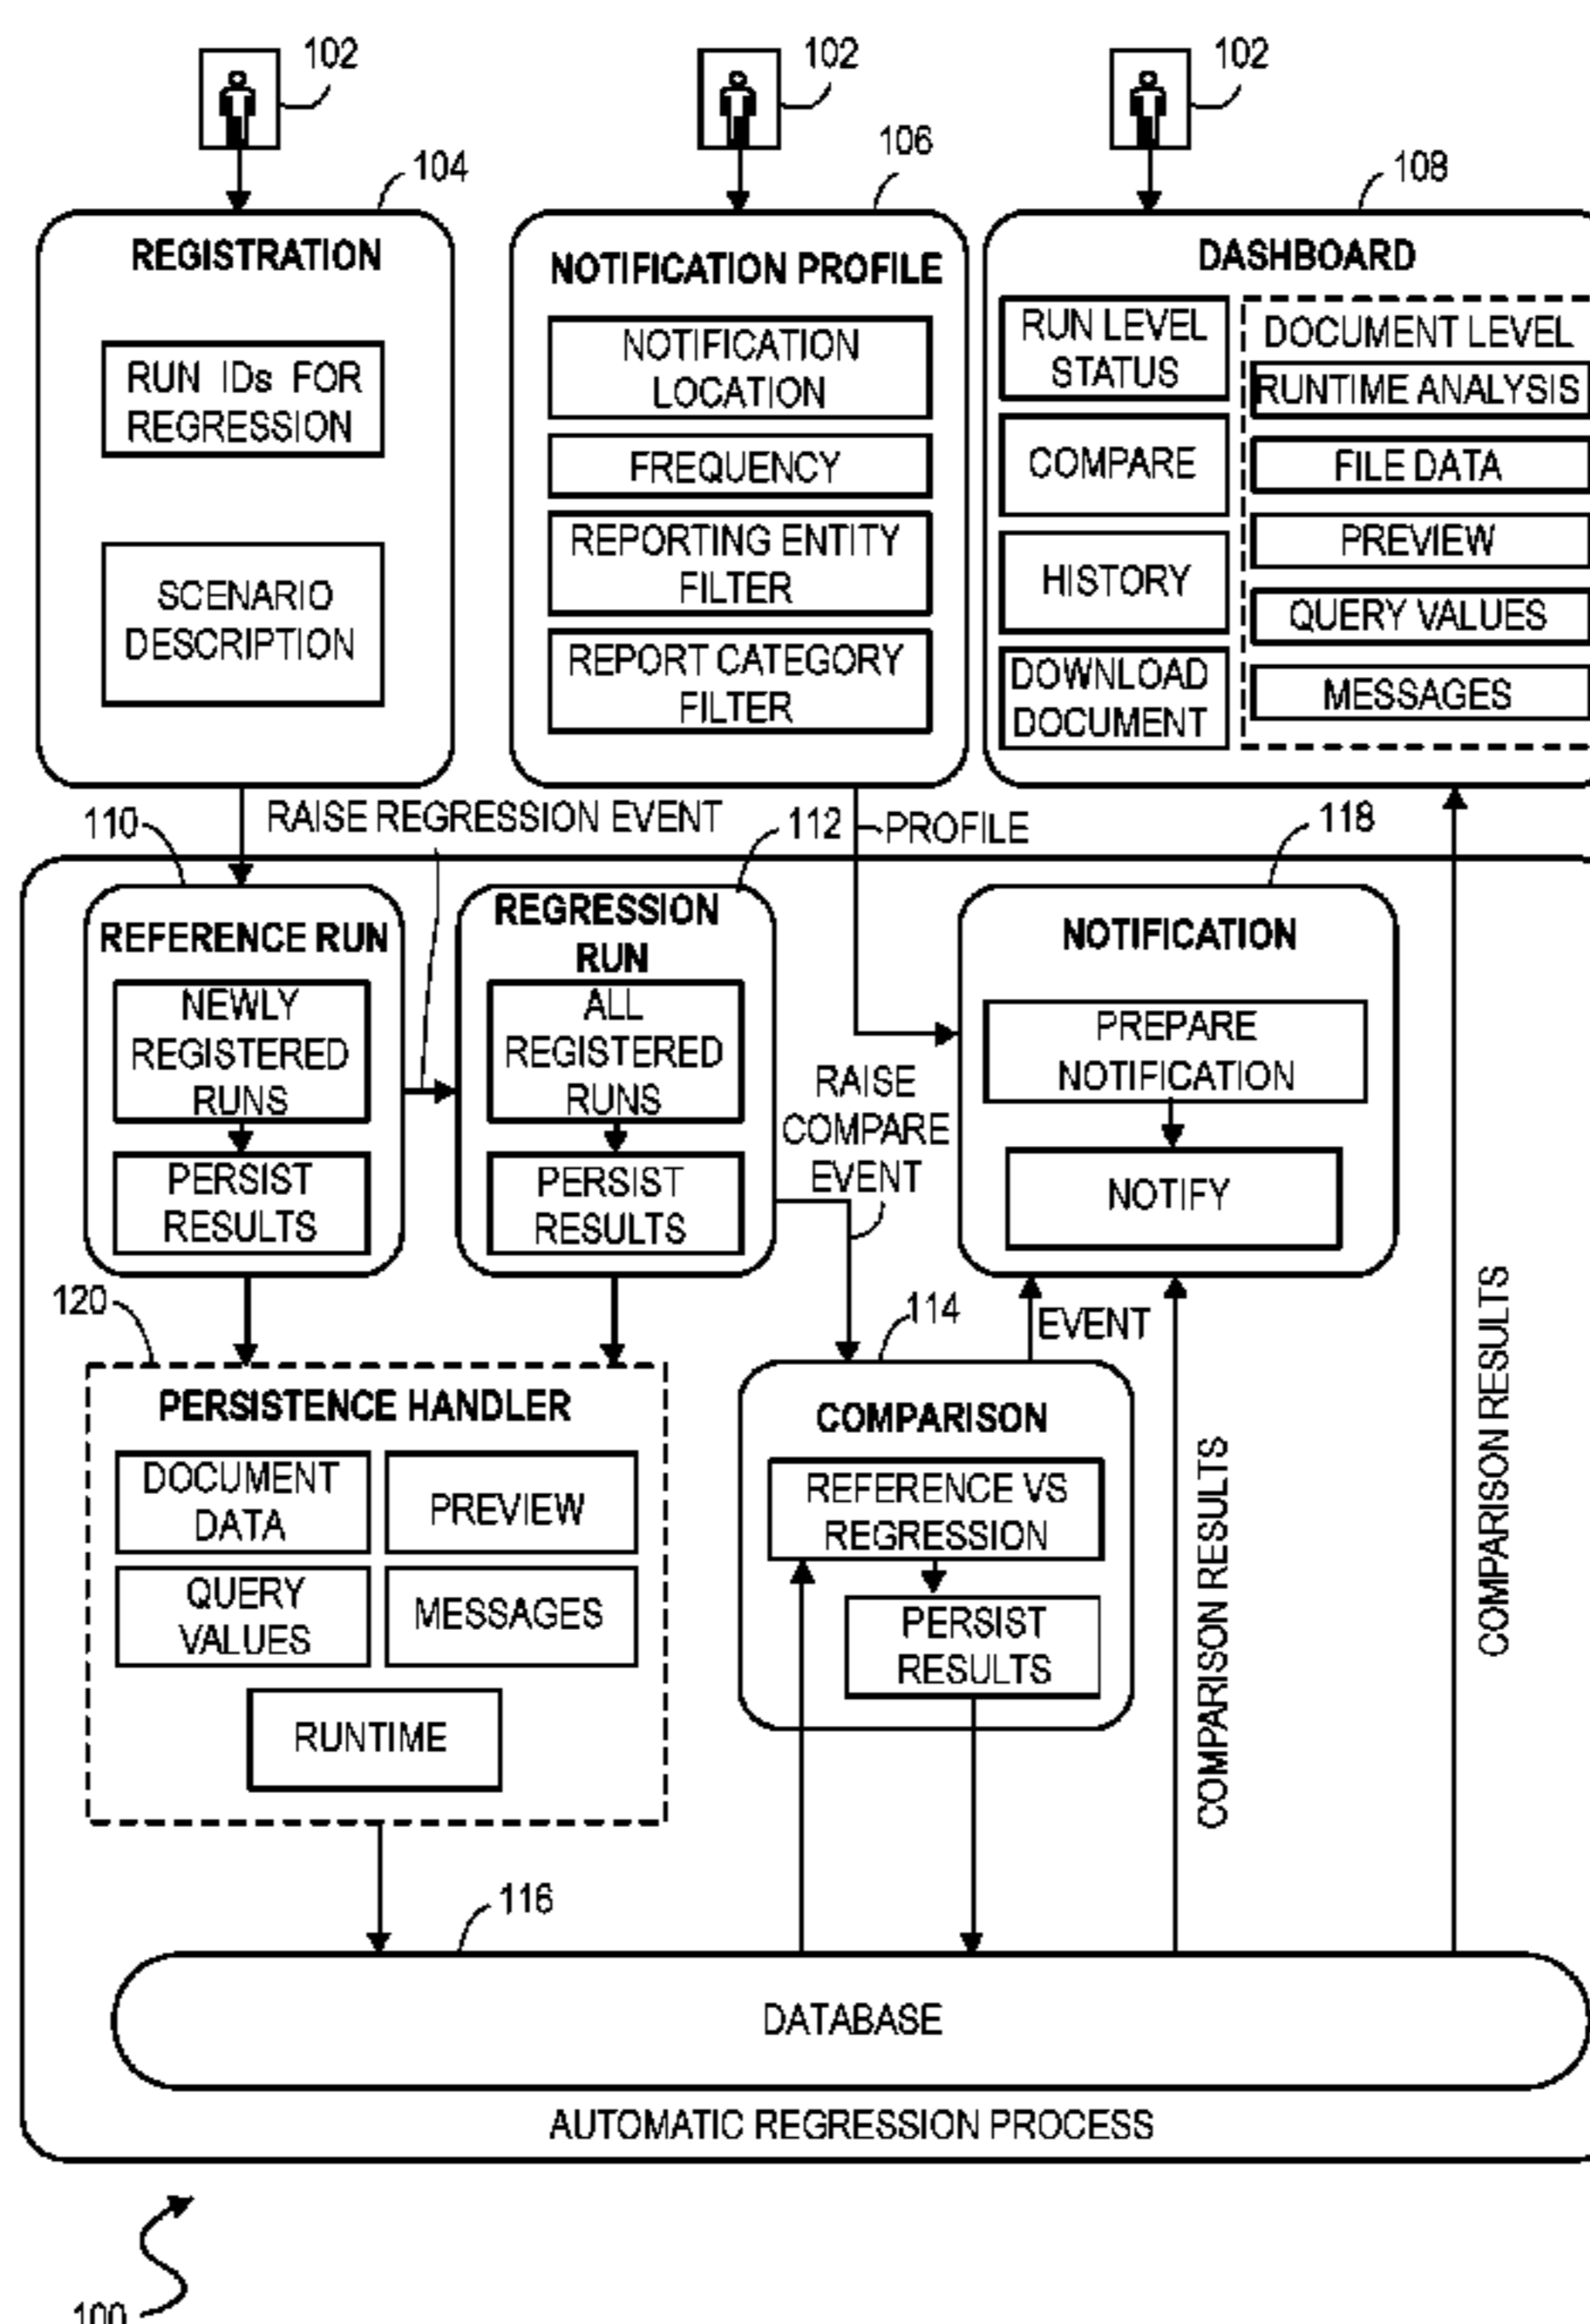 102
102
102
104
106
108
REGISTRATION
RUN IDs FOR
REGRESSION
SCENARIO
DESCRIPTION
NOTIFICATION PROFILE
NOTIFICATION
LOCATION
FREQUENCY
REPORTING ENTITY
FILTER
REPORT CATEGORY
FILTER
DASHBOARD
RUN LEVEL
STATUS
COMPARE
HISTORY
DOWNLOAD
DOCUMENT
DOCUMENT LEVEL
RUNTIME ANALYSIS
FILE DATA
PREVIEW
QUERY VALUES
MESSAGES
110
RAISE REGRESSION EVENT
112
PROFILE
118
REFERENCE RUN
NEWLY
REGISTERED
RUNS
PERSIST
RESULTS
REGRESSION
RUN
ALL
REGISTERED
RUNS
PERSIST
RESULTS
RAISE
COMPARE
EVENT
NOTIFICATION
PREPARE
NOTIFICATION
NOTIFY
120
114
EVENT
PERSISTENCE HANDLER
DOCUMENT
DATA
PREVIEW
QUERY
VALUES
MESSAGES
RUNTIME
COMPARISON
REFERENCE VS
REGRESSION
PERSIST
RESULTS
COMPARISON RESULTS
COMPARISON RESULTS
116
DATABASE
AUTOMATIC REGRESSION PROCESS
100